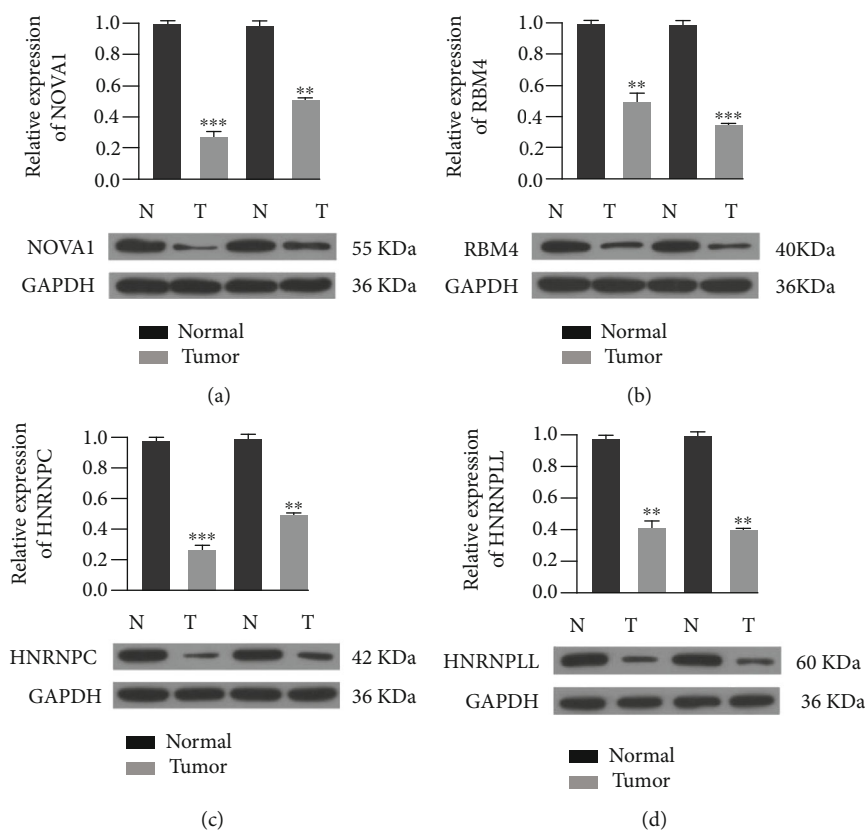 Relative expression
of NOVA1
1.0
0.8
0.6
0.4
0.2
0.0
***
**
N T N T
NOVA1 55 KDa
GAPDH 36 KDa
Normal
Tumor
(a)
Relative expression
of RBM4
1.0
0.8
0.6
0.4
0.2
0.0
**
***
N T N T
RBM4 40KDa
GAPDH 36KDa
Normal
Tumor
(b)
Relative expression
of HNRNPC
1.0
0.8
0.6
0.4
0.2
0.0
***
**
N T N T
HNRNPC 42 KDa
GAPDH 36 KDa
Normal
Tumor
(c)
Relative expression
of HNRNPLL
1.0
0.8
0.6
0.4
0.2
0.0
**
**
N T N T
HNRNPLL 60 KDa
GAPDH 36 KDa
Normal
Tumor
(d)